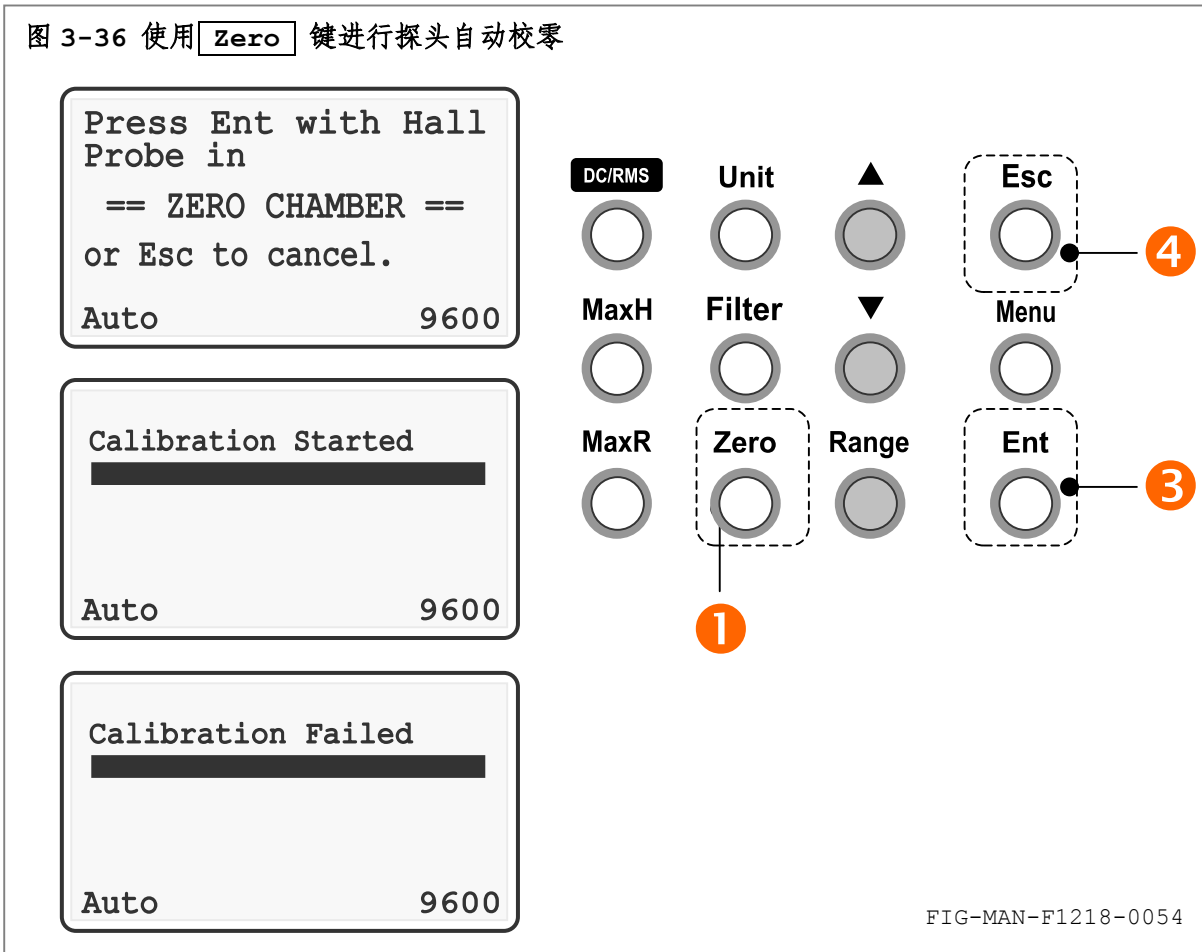 图 3-36 使用 Zero 键进行探头自动校零
Press Ent with Hall
Probe in
== ZERO CHAMBER ==
or Esc to cancel.
Auto 9600
Calibration Started
Auto 9600
Calibration Failed
Auto 9600
DC/RMS Unit ▲ Esc
4
MaxH Filter ▼ Menu
MaxR Zero Range Ent
3
1
FIG-MAN-F1218-0054